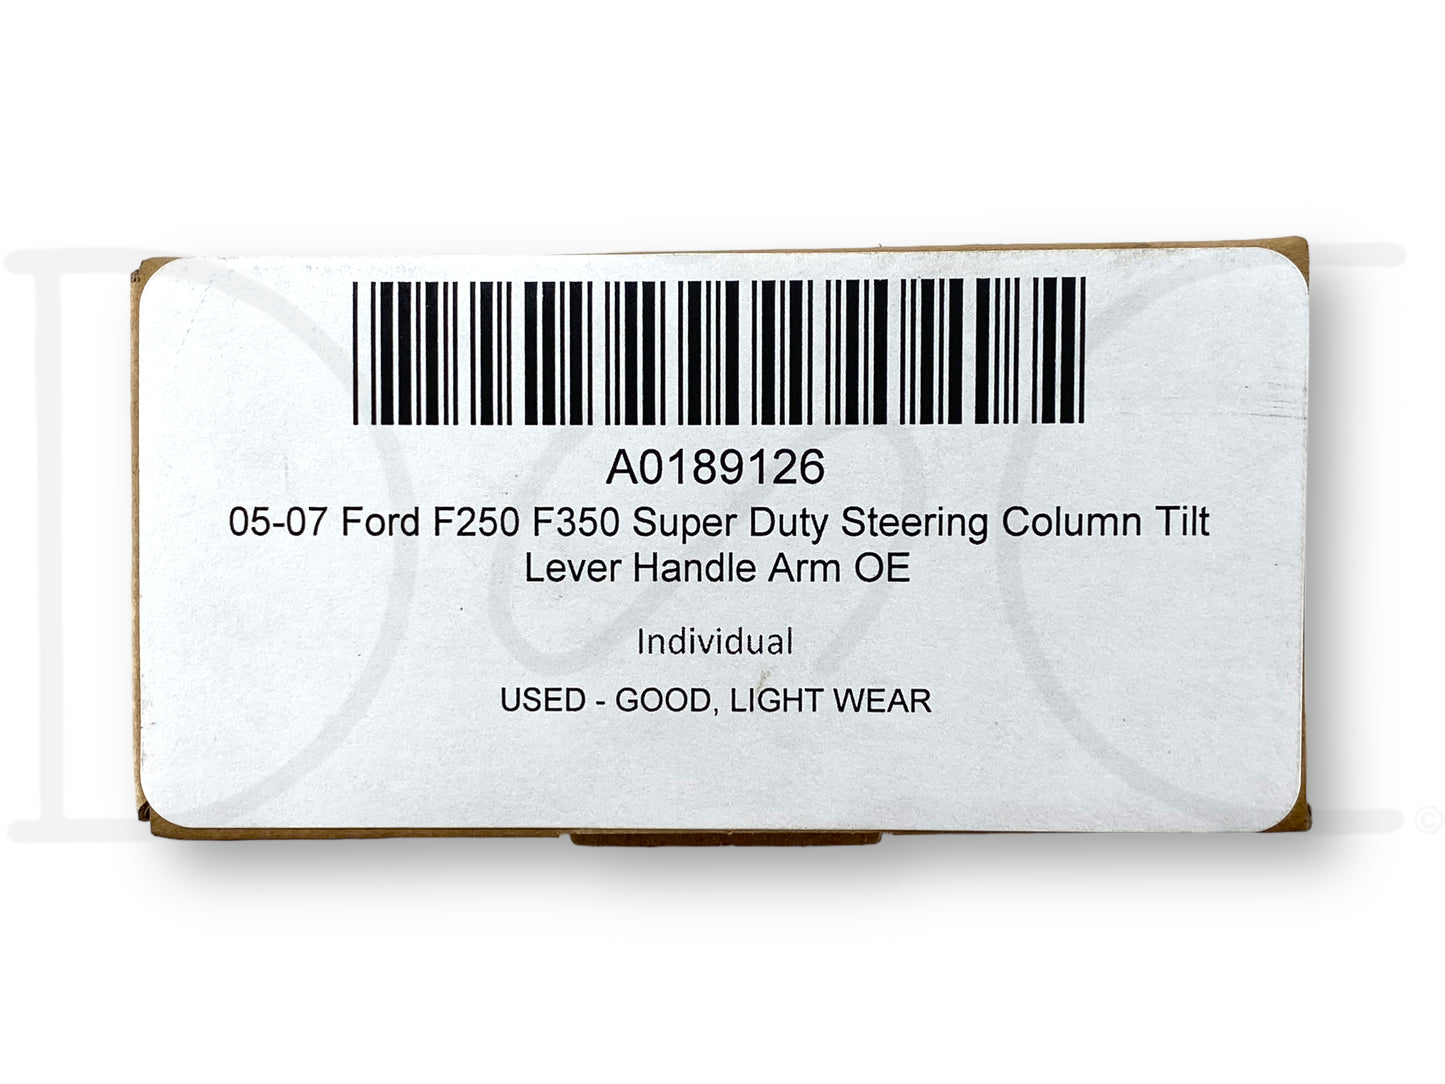 A0189126
05-07 Ford F250 F350 Super Duty Steering Column Tilt
Lever Handle Arm OE
Individual
USED - GOOD, LIGHT WEAR
©